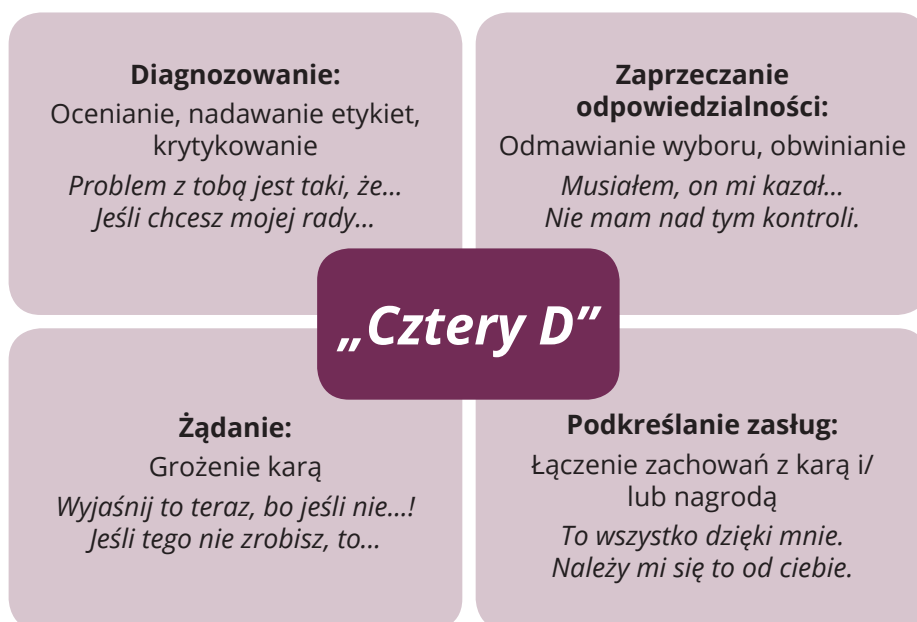 Diagnozowanie:
Ocenianie, nadawanie etykiet,
krytykowanie
Problem z tobą jest taki, że...
Jeśli chcesz mojej rady...
Zaprzeczanie
odpowiedzialności:
Odmawianie wyboru, obwinianie
Musiałem, on mi kazał...
Nie mam nad tym kontroli.
„Cztery D”
Żądanie:
Grożenie karą
Wyjaśnij to teraz, bo jeśli nie...!
Jeśli tego nie zrobisz, to...
Podkreślanie zasług:
Łączenie zachowań z karą i/
lub nagrodą
To wszystko dzięki mnie.
Należy mi się to od ciebie.